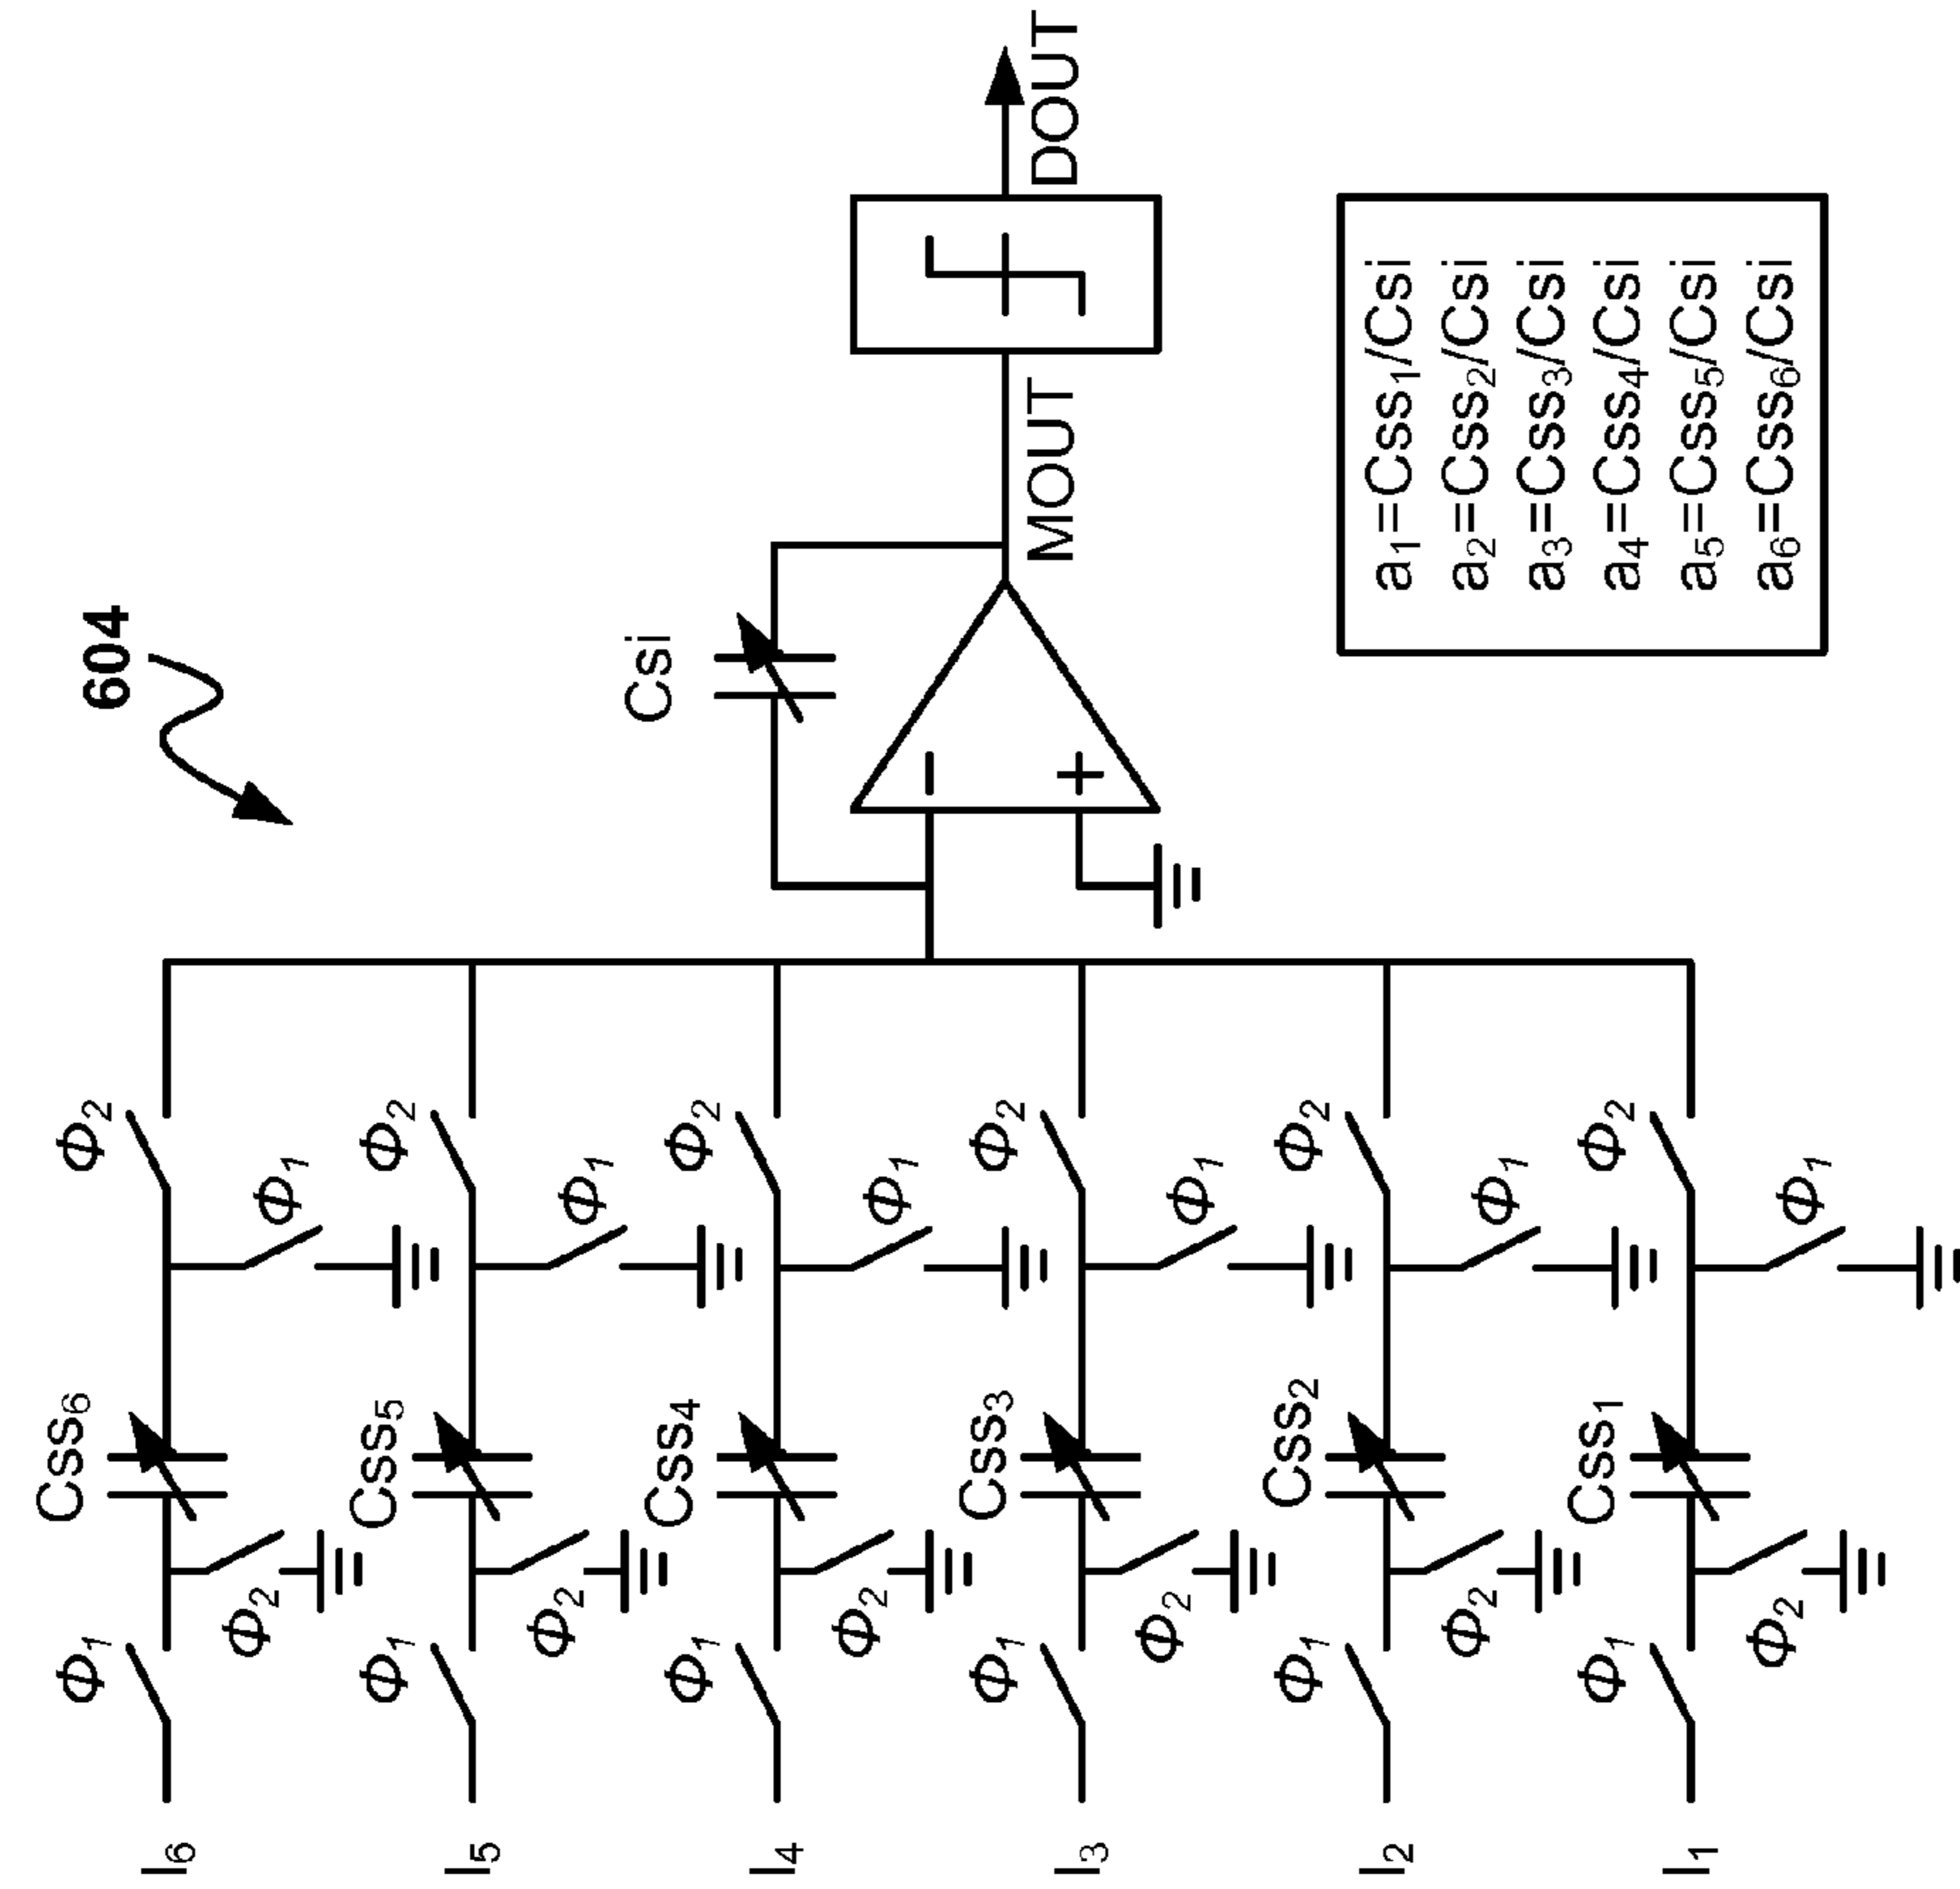 604
I₆
Φ₁
Φ₂
Css₆
Φ₁
Φ₂
I₅
Φ₁
Φ₂
Css₅
Φ₁
Φ₂
I₄
Φ₁
Φ₂
Css₄
Φ₁
Φ₂
I₃
Φ₁
Φ₂
Css₃
Φ₁
Φ₂
I₂
Φ₁
Φ₂
Css₂
Φ₁
Φ₂
I₁
Φ₁
Φ₂
Css₁
Φ₁
Φ₂
Csi
−
+
MOUT
DOUT
a₁=Css₁/Csi
a₂=Css₂/Csi
a₃=Css₃/Csi
a₄=Css₄/Csi
a₅=Css₅/Csi
a₆=Css₆/Csi